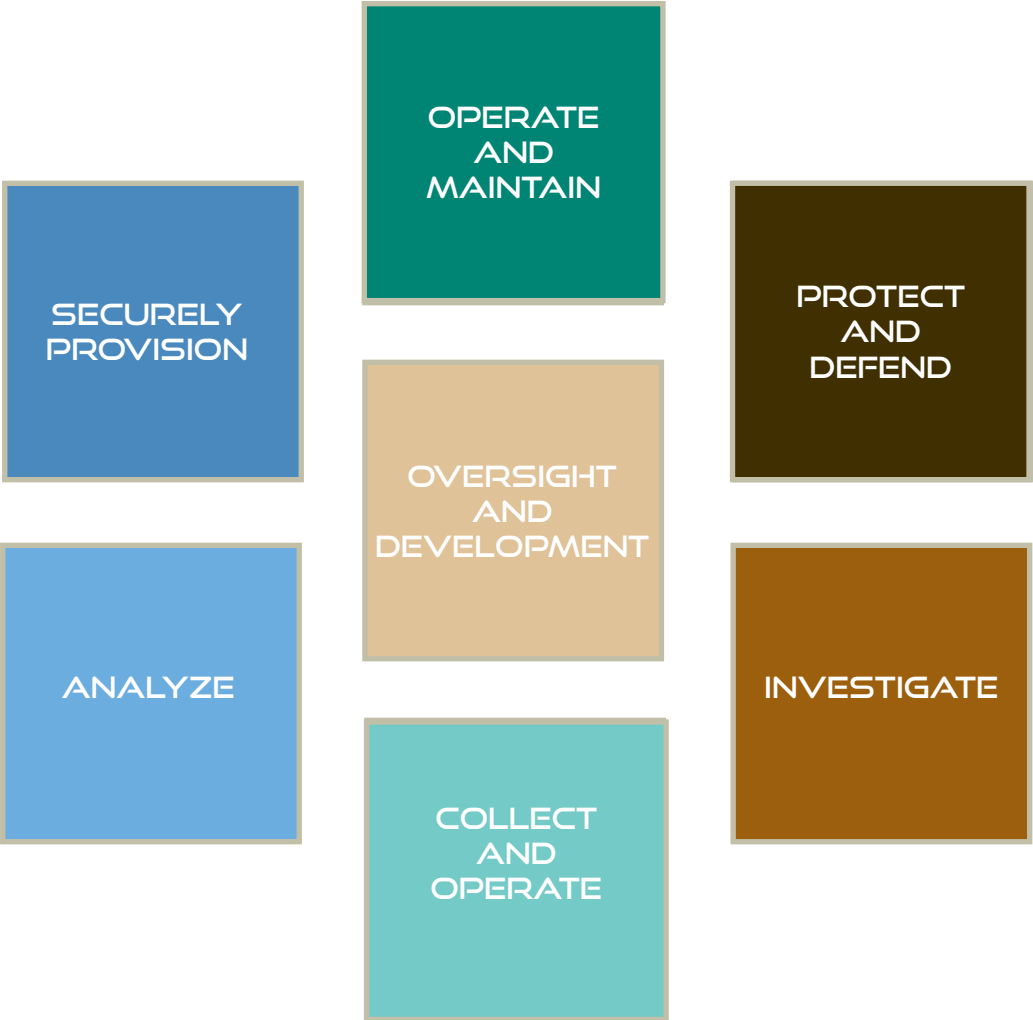 OPERATE
AND
MAINTAIN
SECURELY
PROVISION
PROTECT
AND
DEFEND
OVERSIGHT
AND
DEVELOPMENT
ANALYZE
INVESTIGATE
COLLECT
AND
OPERATE